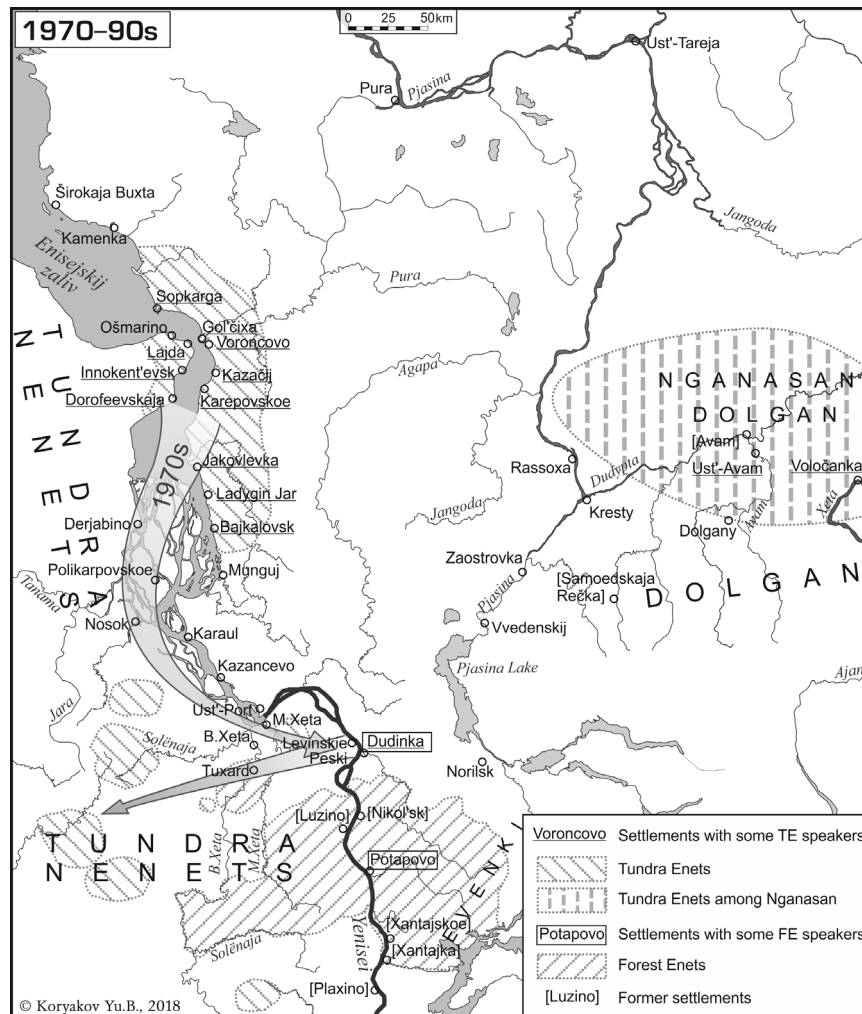 1970–90s
0 25 50km
Ust'-Tareja
Pura
Pjasina
Širokaja Buxta
Kamenka
Jangoda
Enisejskij
zaliv
Pura
Sopkarga
Ošmarino
Gol'čixa
Lajda
Voroncovo
Innokent'evsk
Kazačij
Agapa
Dorofeevskaja
Karepovskoe
NGANASAN
DOLGAN
[Avam]
Ust'-Avam
Voločanka
Rassoxa
Dudypta
Jakovlevka
1970s
Ladygin Jar
Xeta
Kresty
Jangoda
Derjabino
Bajkalovsk
Dolgany
Avam
TUNDRA
NENETS
Zaostrovka
Polikarpovskoe
Munguj
Tanama
[Samoedskaja
Rečka]
DOLGAN
Pjasina
Nosok
Karaul
Vvedenskij
Kazancevo
Pjasina Lake
Ajan
Jara
Ust'-Port
M.Xeta
Solënaja
B.Xeta
Levinskie
Peski
Dudinka
Tuxard
Norilsk
[Nikol'sk]
[Luzino]
TUNDRA
NENETS
B.Xeta
M.Xeta
Potapovo
EVENKI
[Xantajskoe]
[Xantajka]
Solënaja
Yenisei
[Plaxino]
Voroncovo Settlements with some TE speakers
Tundra Enets
Tundra Enets among Nganasan
Potapovo Settlements with some FE speakers
Forest Enets
[Luzino] Former settlements
© Koryakov Yu.B., 2018